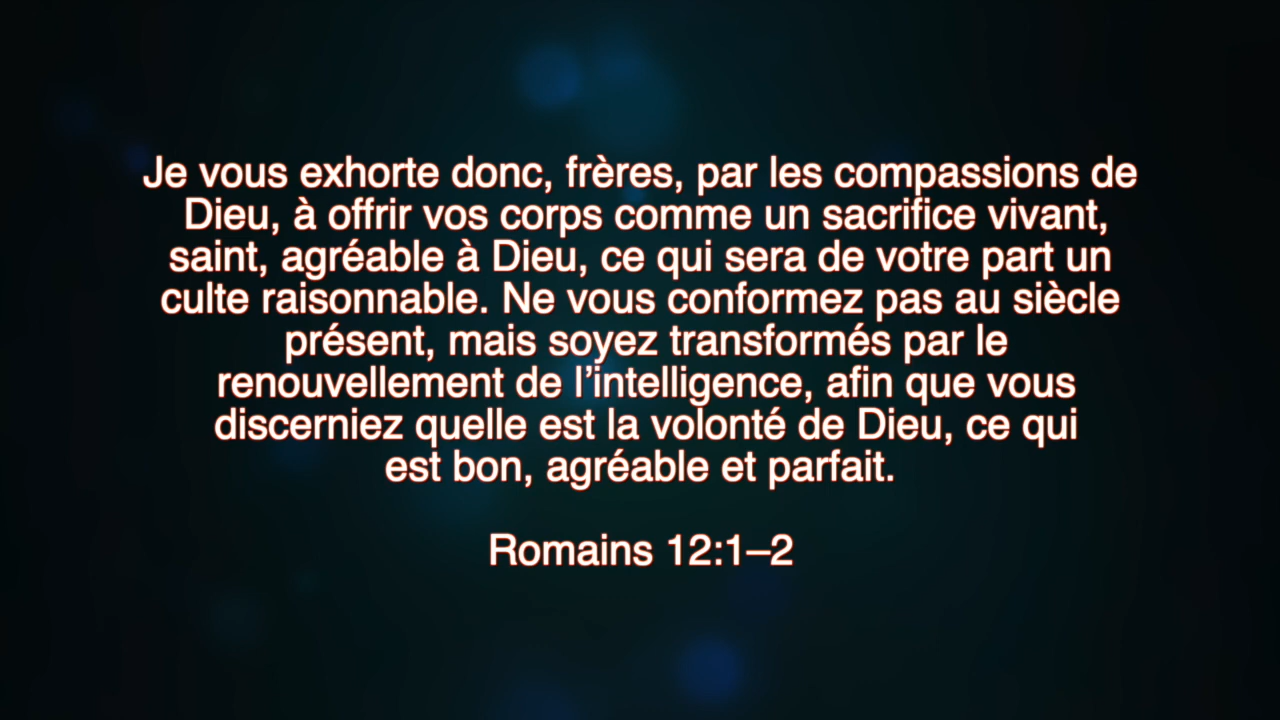 Je vous exhorte donc, frères, par les compassions de
Dieu, à offrir vos corps comme un sacrifice vivant,
saint, agréable à Dieu, ce qui sera de votre part un
culte raisonnable. Ne vous conformez pas au siècle
présent, mais soyez transformés par le
renouvellement de l’intelligence, afin que vous
discerniez quelle est la volonté de Dieu, ce qui
est bon, agréable et parfait.
Romains 12:1–2